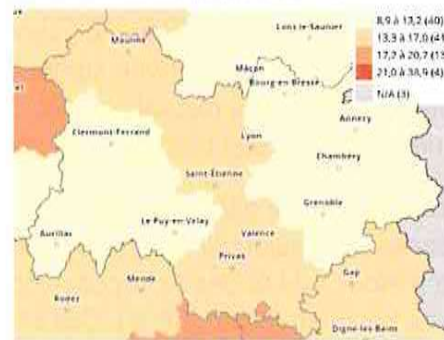 Lons-le-Saunier
8,9 à 13,2 (40)
13,3 à 17,0 (41
17,2 à 20,7 (13
21,0 à 38,9 (4)
N/A (3)
Moulins
Mâcon
Bourg-en-Bresse
Annecy
Clermont-Ferrand
Lyon
Chambéry
Saint-Étienne
Grenoble
Le Puy-en-Velay
Aurillac
Valence
Privas
Mende
Gap
Rodez
Digne-les-Bains